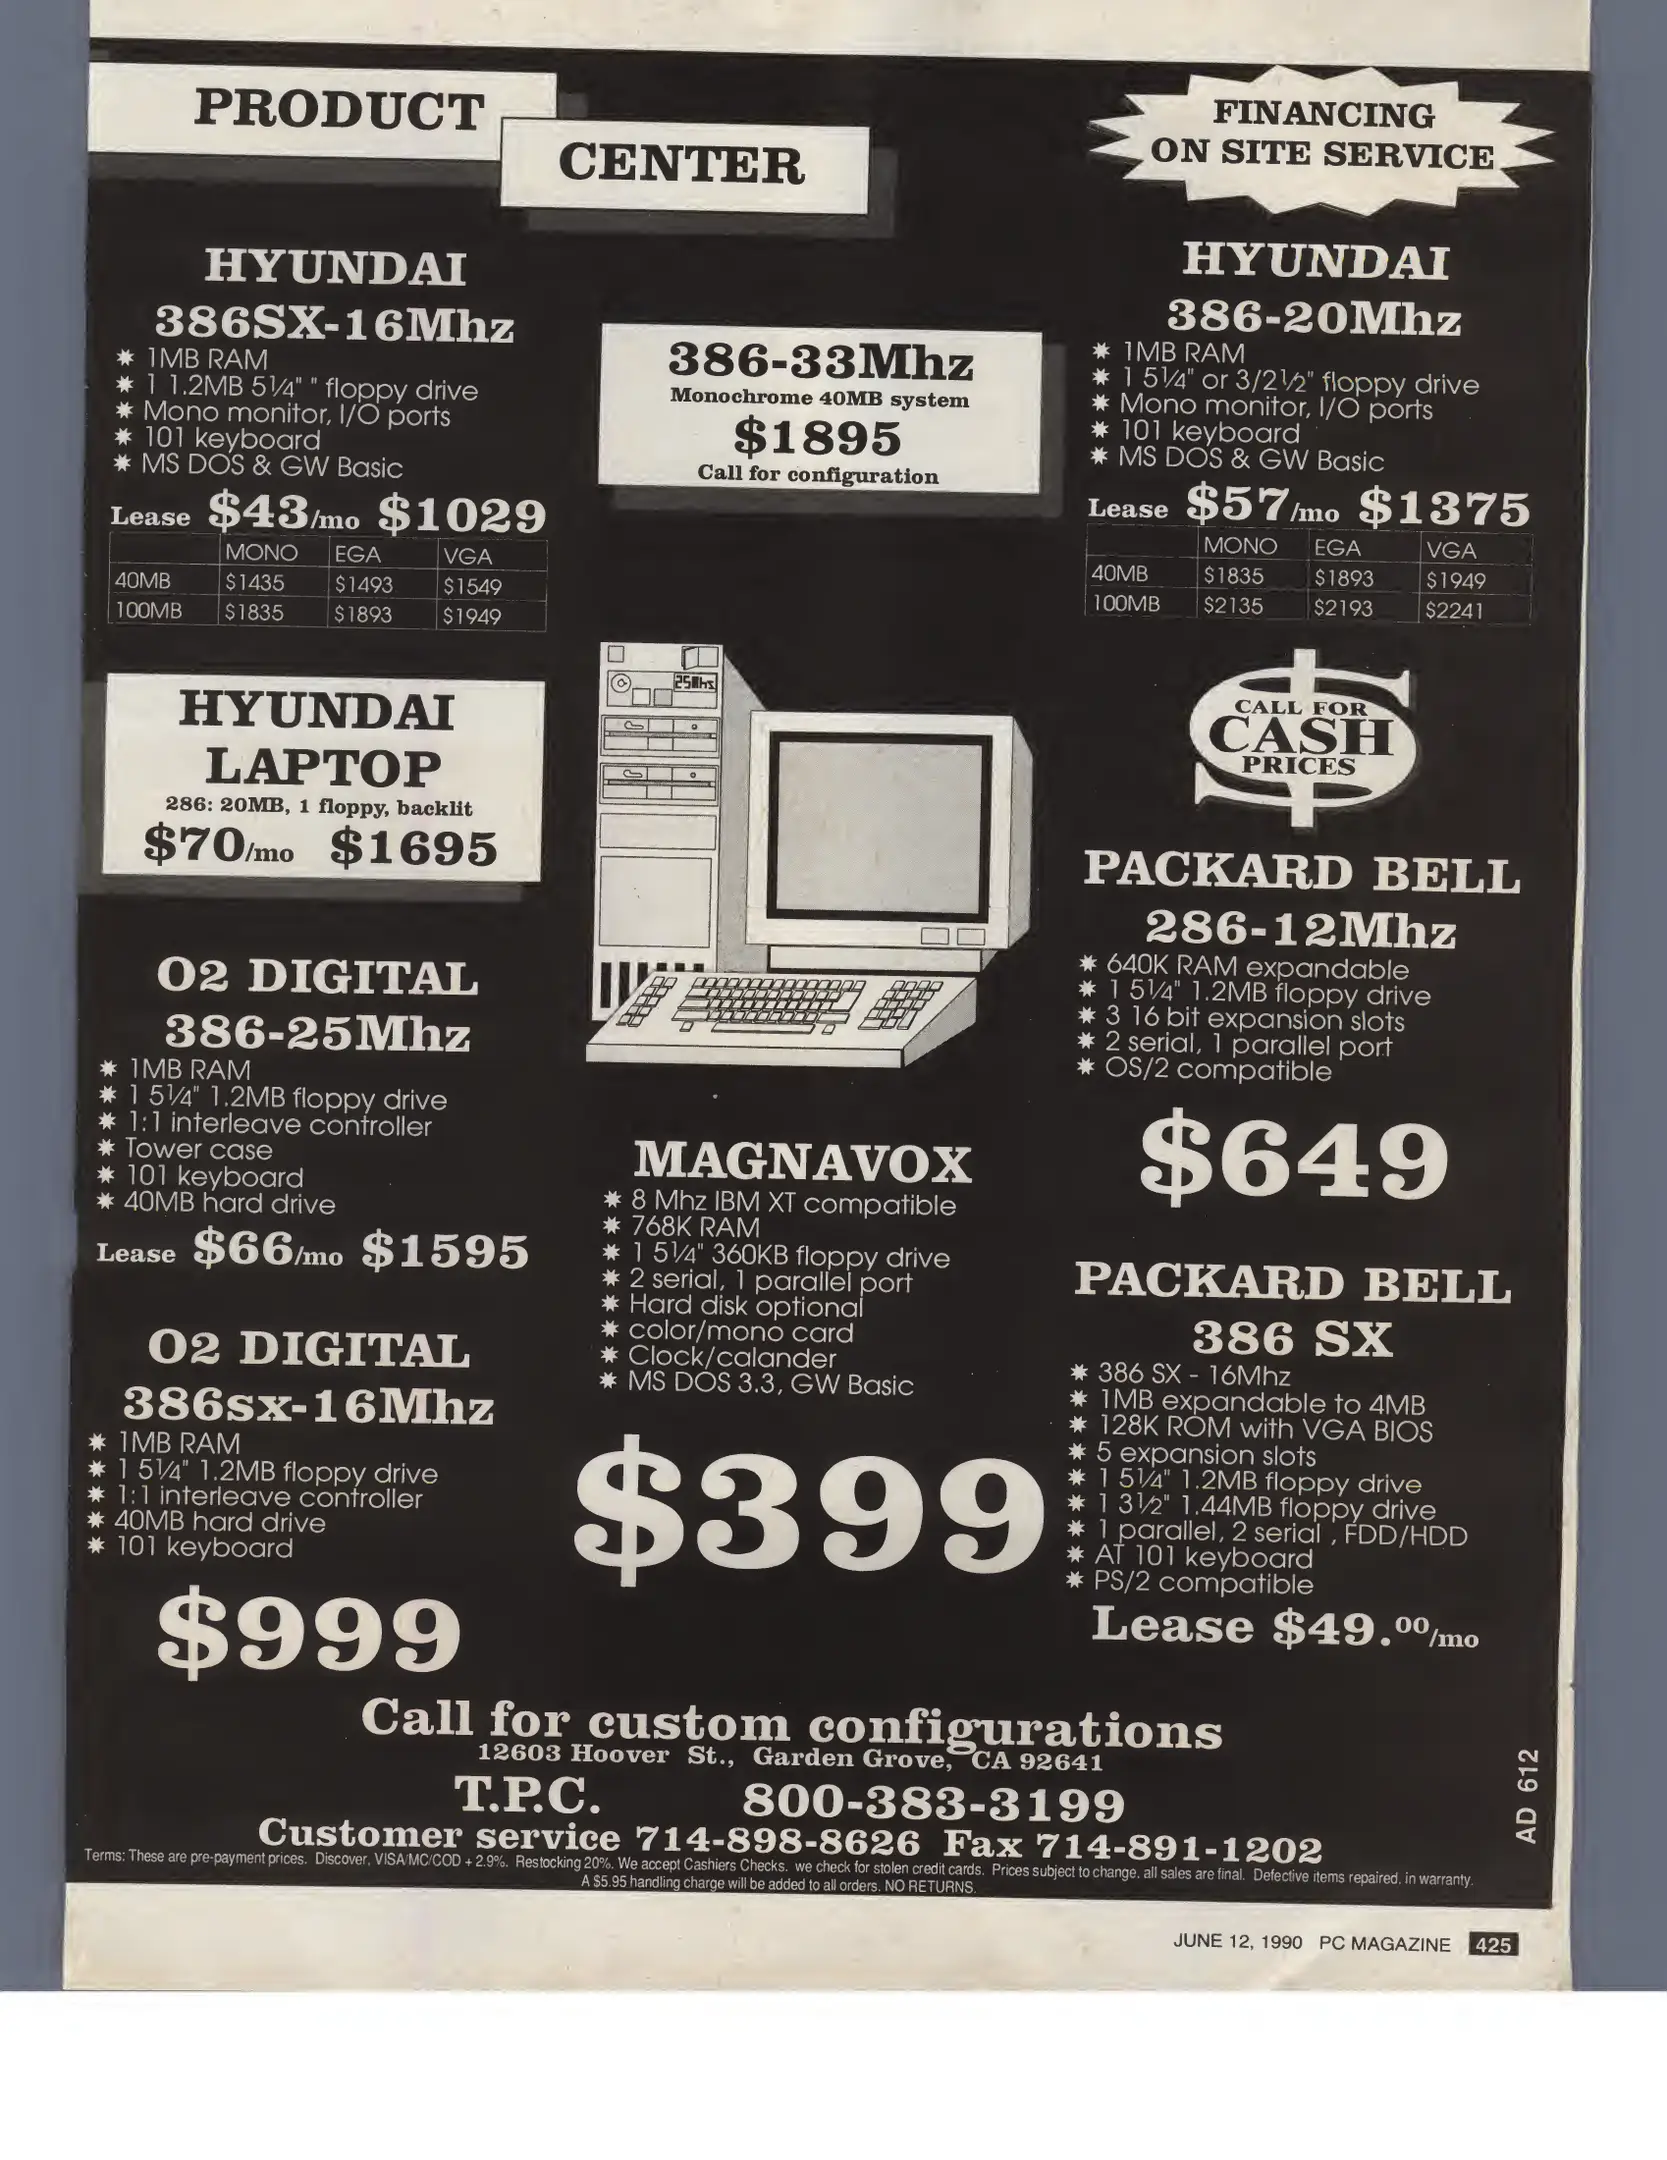 PRODUCT
CENTER
FINANCING
ON SITE SERVICE
HYUNDAI
386SX-16Mhz
* 1MB RAM
* 1 1.2MB 5¼" " floppy drive
* Mono monitor, I/O ports
* 101 keyboard
* MS DOS & GW Basic
Lease $43/mo $1029
MONO EGA VGA
40MB $1435 $1493 $1549
100MB $1835 $1893 $1949
386-33Mhz
Monochrome 40MB system
$1895
Call for configuration
HYUNDAI
386-20Mhz
* 1MB RAM
* 1 5¼" or 3/2½" floppy drive
* Mono monitor, I/O ports
* 101 keyboard
* MS DOS & GW Basic
Lease $57/mo $1375
MONO EGA VGA
40MB $1835 $1893 $1949
100MB $2135 $2193 $2241
HYUNDAI
LAPTOP
286: 20MB, 1 floppy, backlit
$70/mo $1695
25Mhs
CALL FOR
CASH
PRICES
O2 DIGITAL
386-25Mhz
* 1MB RAM
* 1 5¼" 1.2MB floppy drive
* 1:1 interleave controller
* Tower case
* 101 keyboard
* 40MB hard drive
Lease $66/mo $1595
O2 DIGITAL
386sx-16Mhz
* 1MB RAM
* 1 5¼" 1.2MB floppy drive
* 1:1 interleave controller
* 40MB hard drive
* 101 keyboard
$999
MAGNAVOX
* 8 Mhz IBM XT compatible
* 768K RAM
* 1 5¼" 360KB floppy drive
* 2 serial, 1 parallel port
* Hard disk optional
* color/mono card
* Clock/calander
* MS DOS 3.3, GW Basic
$399
PACKARD BELL
286-12Mhz
* 640K RAM expandable
* 1 5¼" 1.2MB floppy drive
* 3 16 bit expansion slots
* 2 serial, 1 parallel port
* OS/2 compatible
$649
PACKARD BELL
386 SX
* 386 SX - 16Mhz
* 1MB expandable to 4MB
* 128K ROM with VGA BIOS
* 5 expansion slots
* 1 5¼" 1.2MB floppy drive
* 1 3½" 1.44MB floppy drive
* 1 parallel, 2 serial , FDD/HDD
* AT 101 keyboard
* PS/2 compatible
Lease $49.00/mo
Call for custom configurations
12603 Hoover St., Garden Grove, CA 92641
T.P.C. 800-383-3199
Customer service 714-898-8626 Fax 714-891-1202
Terms: These are pre-payment prices. Discover, VISA/MC/COD + 2.9%. Restocking 20%. We accept Cashiers Checks. we check for stolen credit cards. Prices subject to change, all sales are final. Defective items repaired, in warranty.
A $5.95 handling charge will be added to all orders. NO RETURNS.
AD 612
JUNE 12, 1990 PC MAGAZINE 425